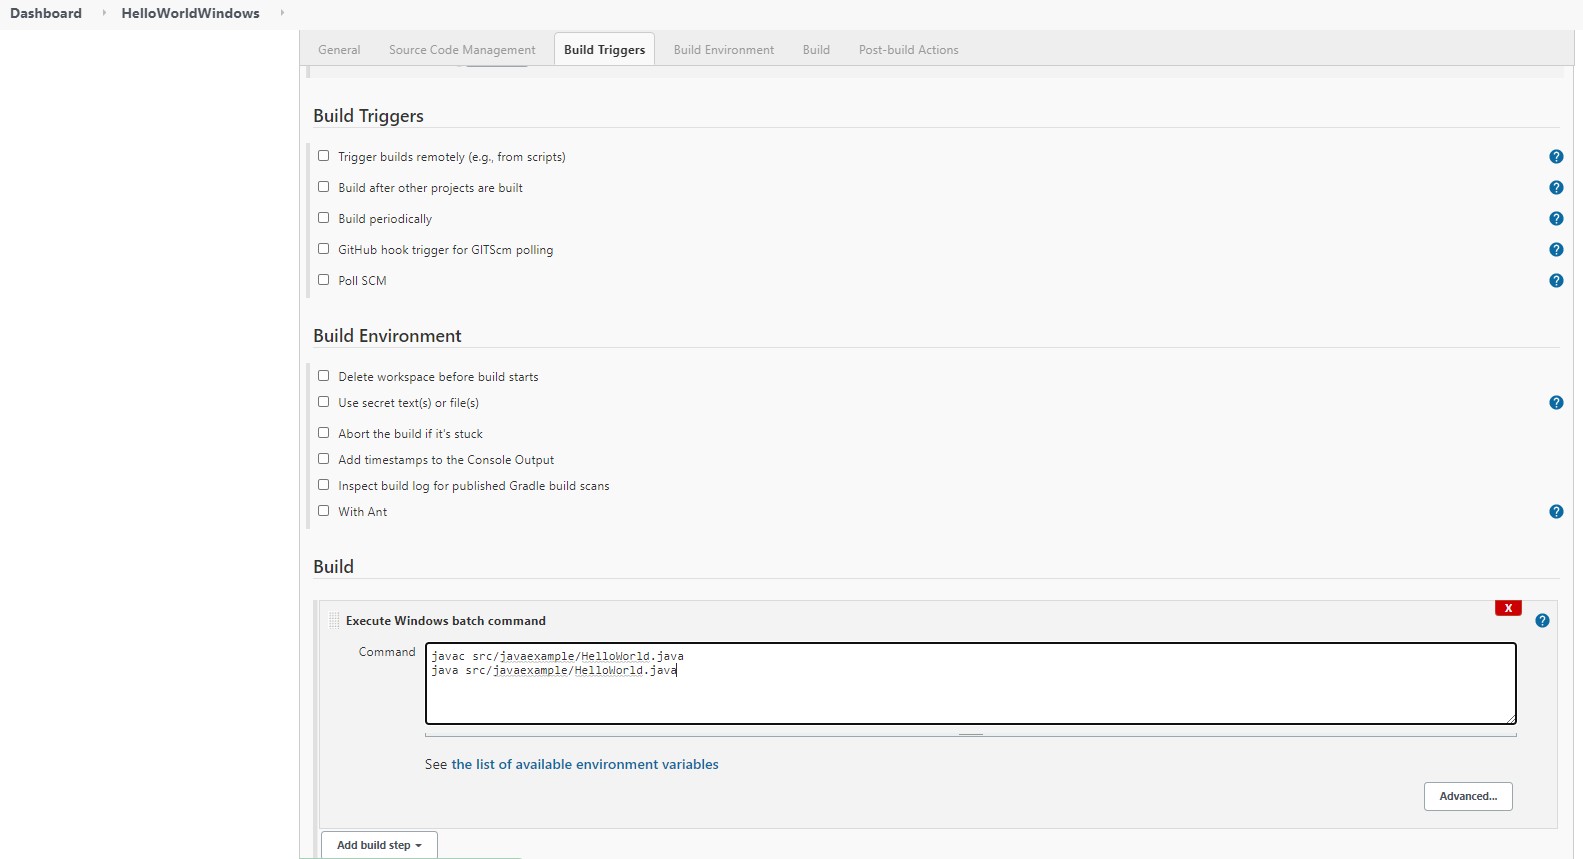 Dashboard HelloWorldWindows
General Source Code Management Build Triggers Build Environment Build Post-build Actions
Build Triggers
Trigger builds remotely (e.g., from scripts)
Build after other projects are built
Build periodically
GitHub hook trigger for GITScm polling
Poll SCM
Build Environment
Delete workspace before build starts
Use secret text(s) or file(s)
Abort the build if it's stuck
Add timestamps to the Console Output
Inspect build log for published Gradle build scans
With Ant
Build
X
Execute Windows batch command
Command
javac src/javaexample/HelloWorld.java
java src/javaexample/HelloWorld.java
See the list of available environment variables
Advanced...
Add build step